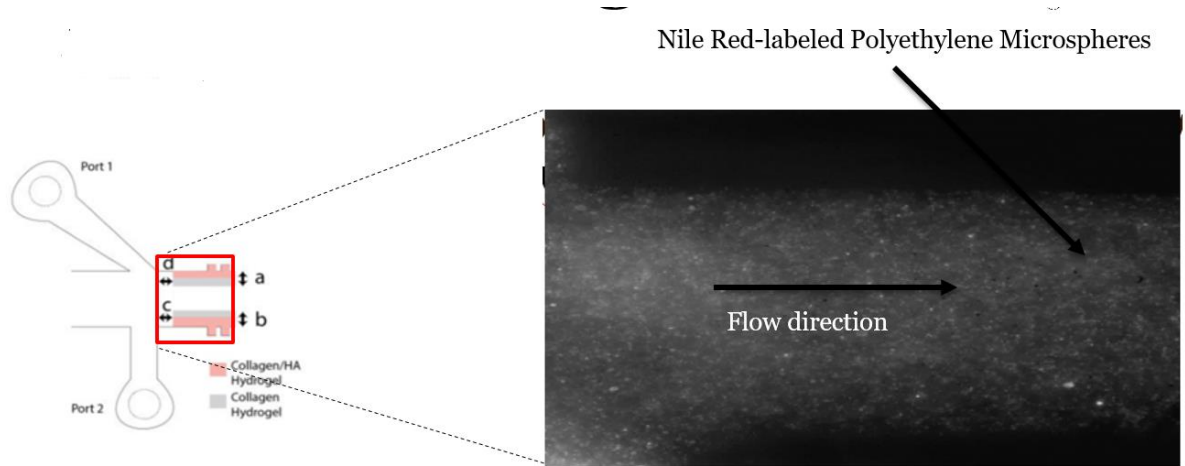 Nile Red-labeled Polyethylene Microspheres
Port 1
d
a
c
b
Flow direction
Collagen/HA
Hydrogel
Port 2
Collagen
Hydrogel